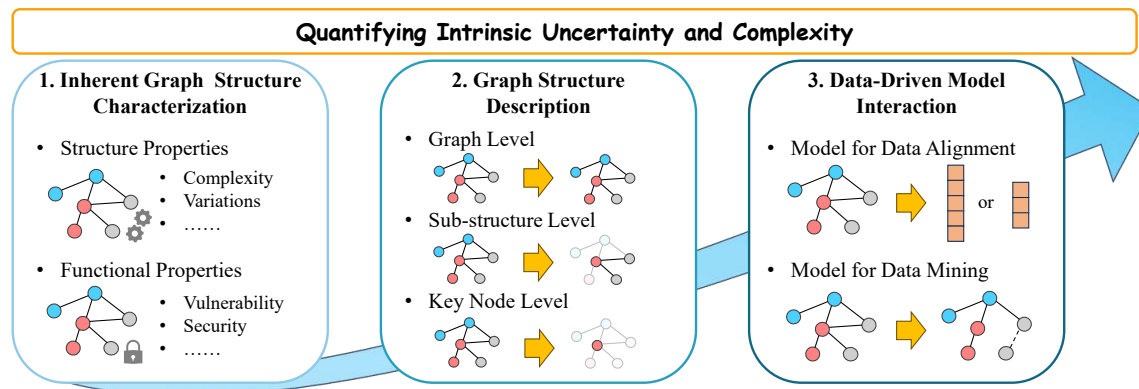 Quantifying Intrinsic Uncertainty and Complexity
1. Inherent Graph Structure
Characterization
• Structure Properties
• Complexity
• Variations
• ……
• Functional Properties
• Vulnerability
• Security
• ……
2. Graph Structure
Description
• Graph Level
• Sub-structure Level
• Key Node Level
3. Data-Driven Model
Interaction
• Model for Data Alignment
or
• Model for Data Mining